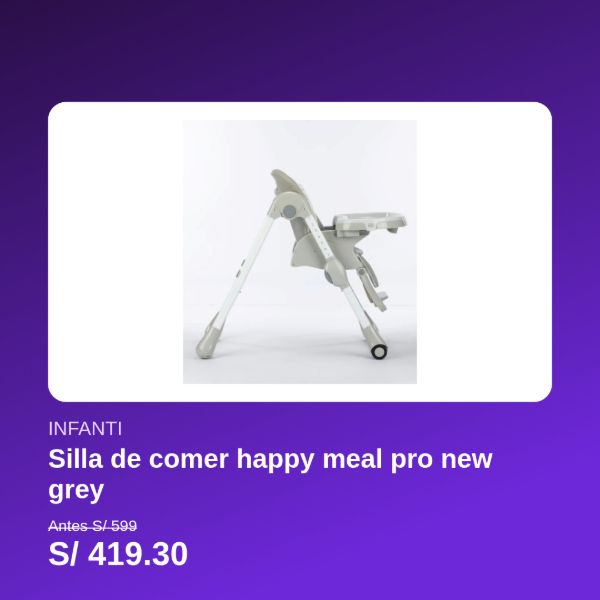 INFANTI
Silla de comer happy meal pro new
grey
Antes S/ 599
S/ 419.30